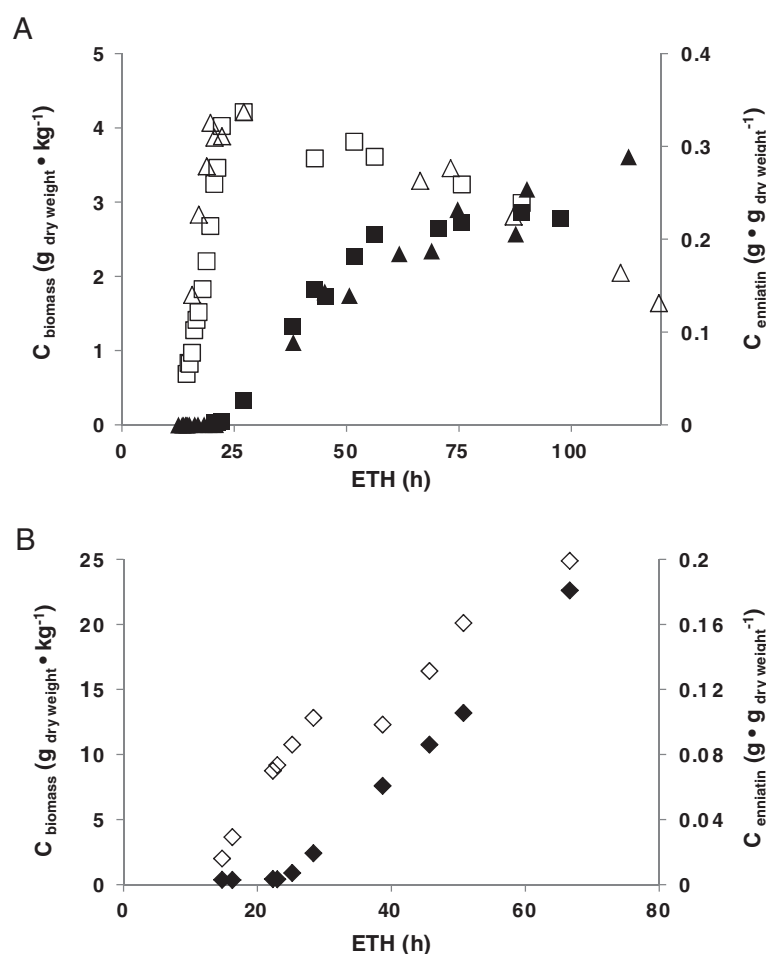 A
5
4
3
2
1
0
C biomass (g dry weight • kg-1)
0.4
0.3
0.2
0.1
0
C enniatin (g • g dry weight-1)
0 25 50 75 100
ETH (h)
B
25
20
15
10
5
0
C biomass (g dry weight • kg-1)
0.2
0.16
0.12
0.08
0.04
0
C enniatin (g • g dry weight-1)
0 20 40 60 80
ETH (h)